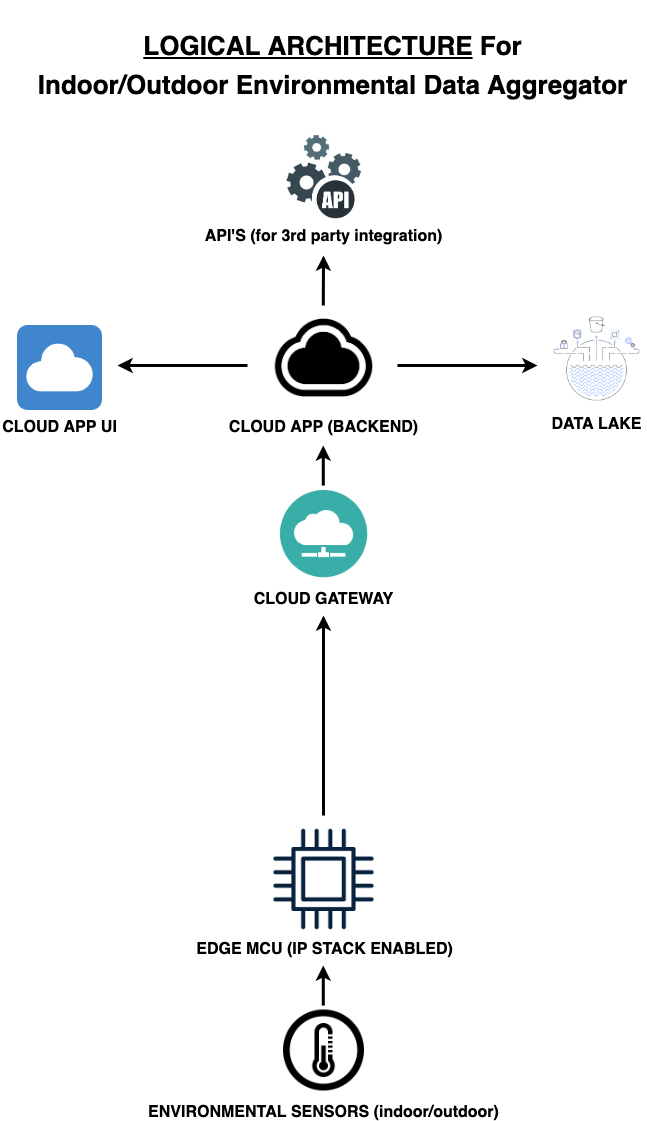 LOGICAL ARCHITECTURE For
Indoor/Outdoor Environmental Data Aggregator
API
API'S (for 3rd party integration)
CLOUD APP UI
CLOUD APP (BACKEND)
DATA LAKE
CLOUD GATEWAY
EDGE MCU (IP STACK ENABLED)
ENVIRONMENTAL SENSORS (indoor/outdoor)